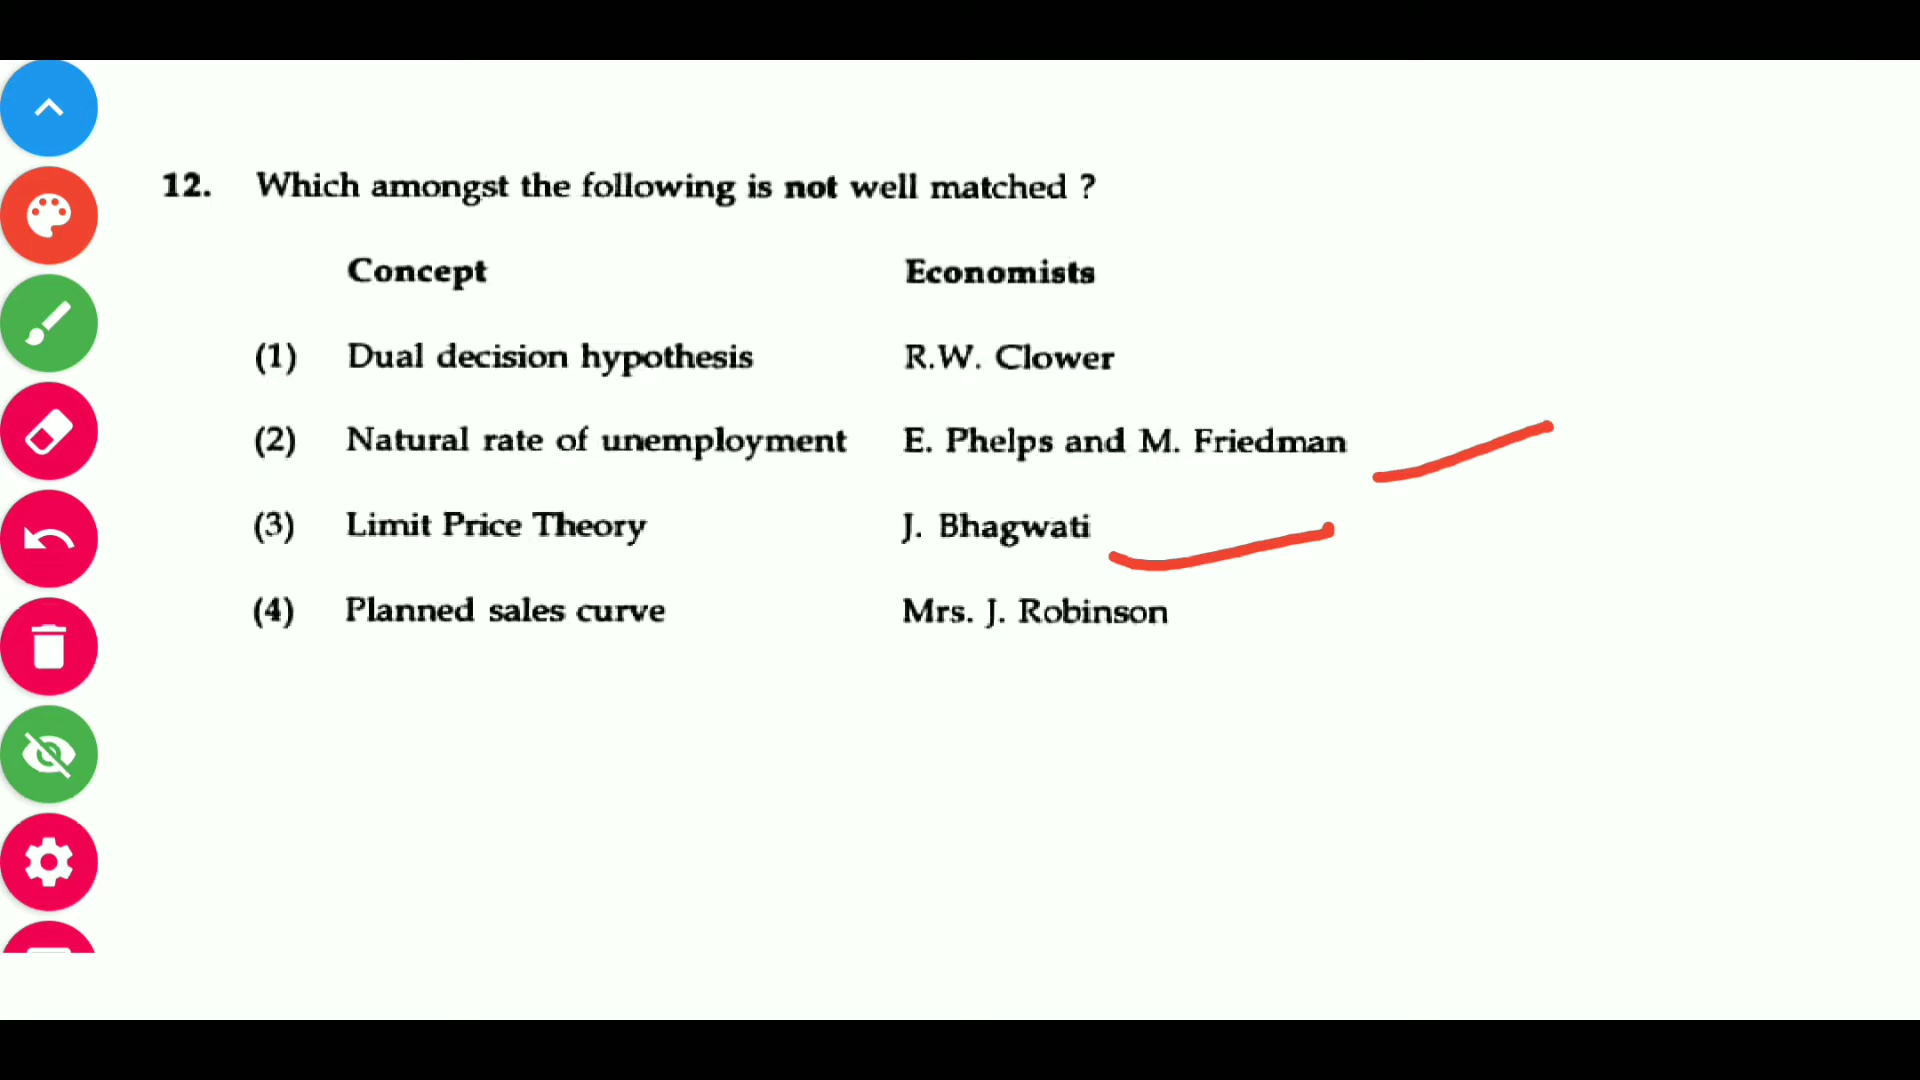 12. Which amongst the following is not well matched ?
Concept Economists
(1) Dual decision hypothesis R.W. Clower
(2) Natural rate of unemployment E. Phelps and M. Friedman
(3) Limit Price Theory J. Bhagwati
(4) Planned sales curve Mrs. J. Robinson